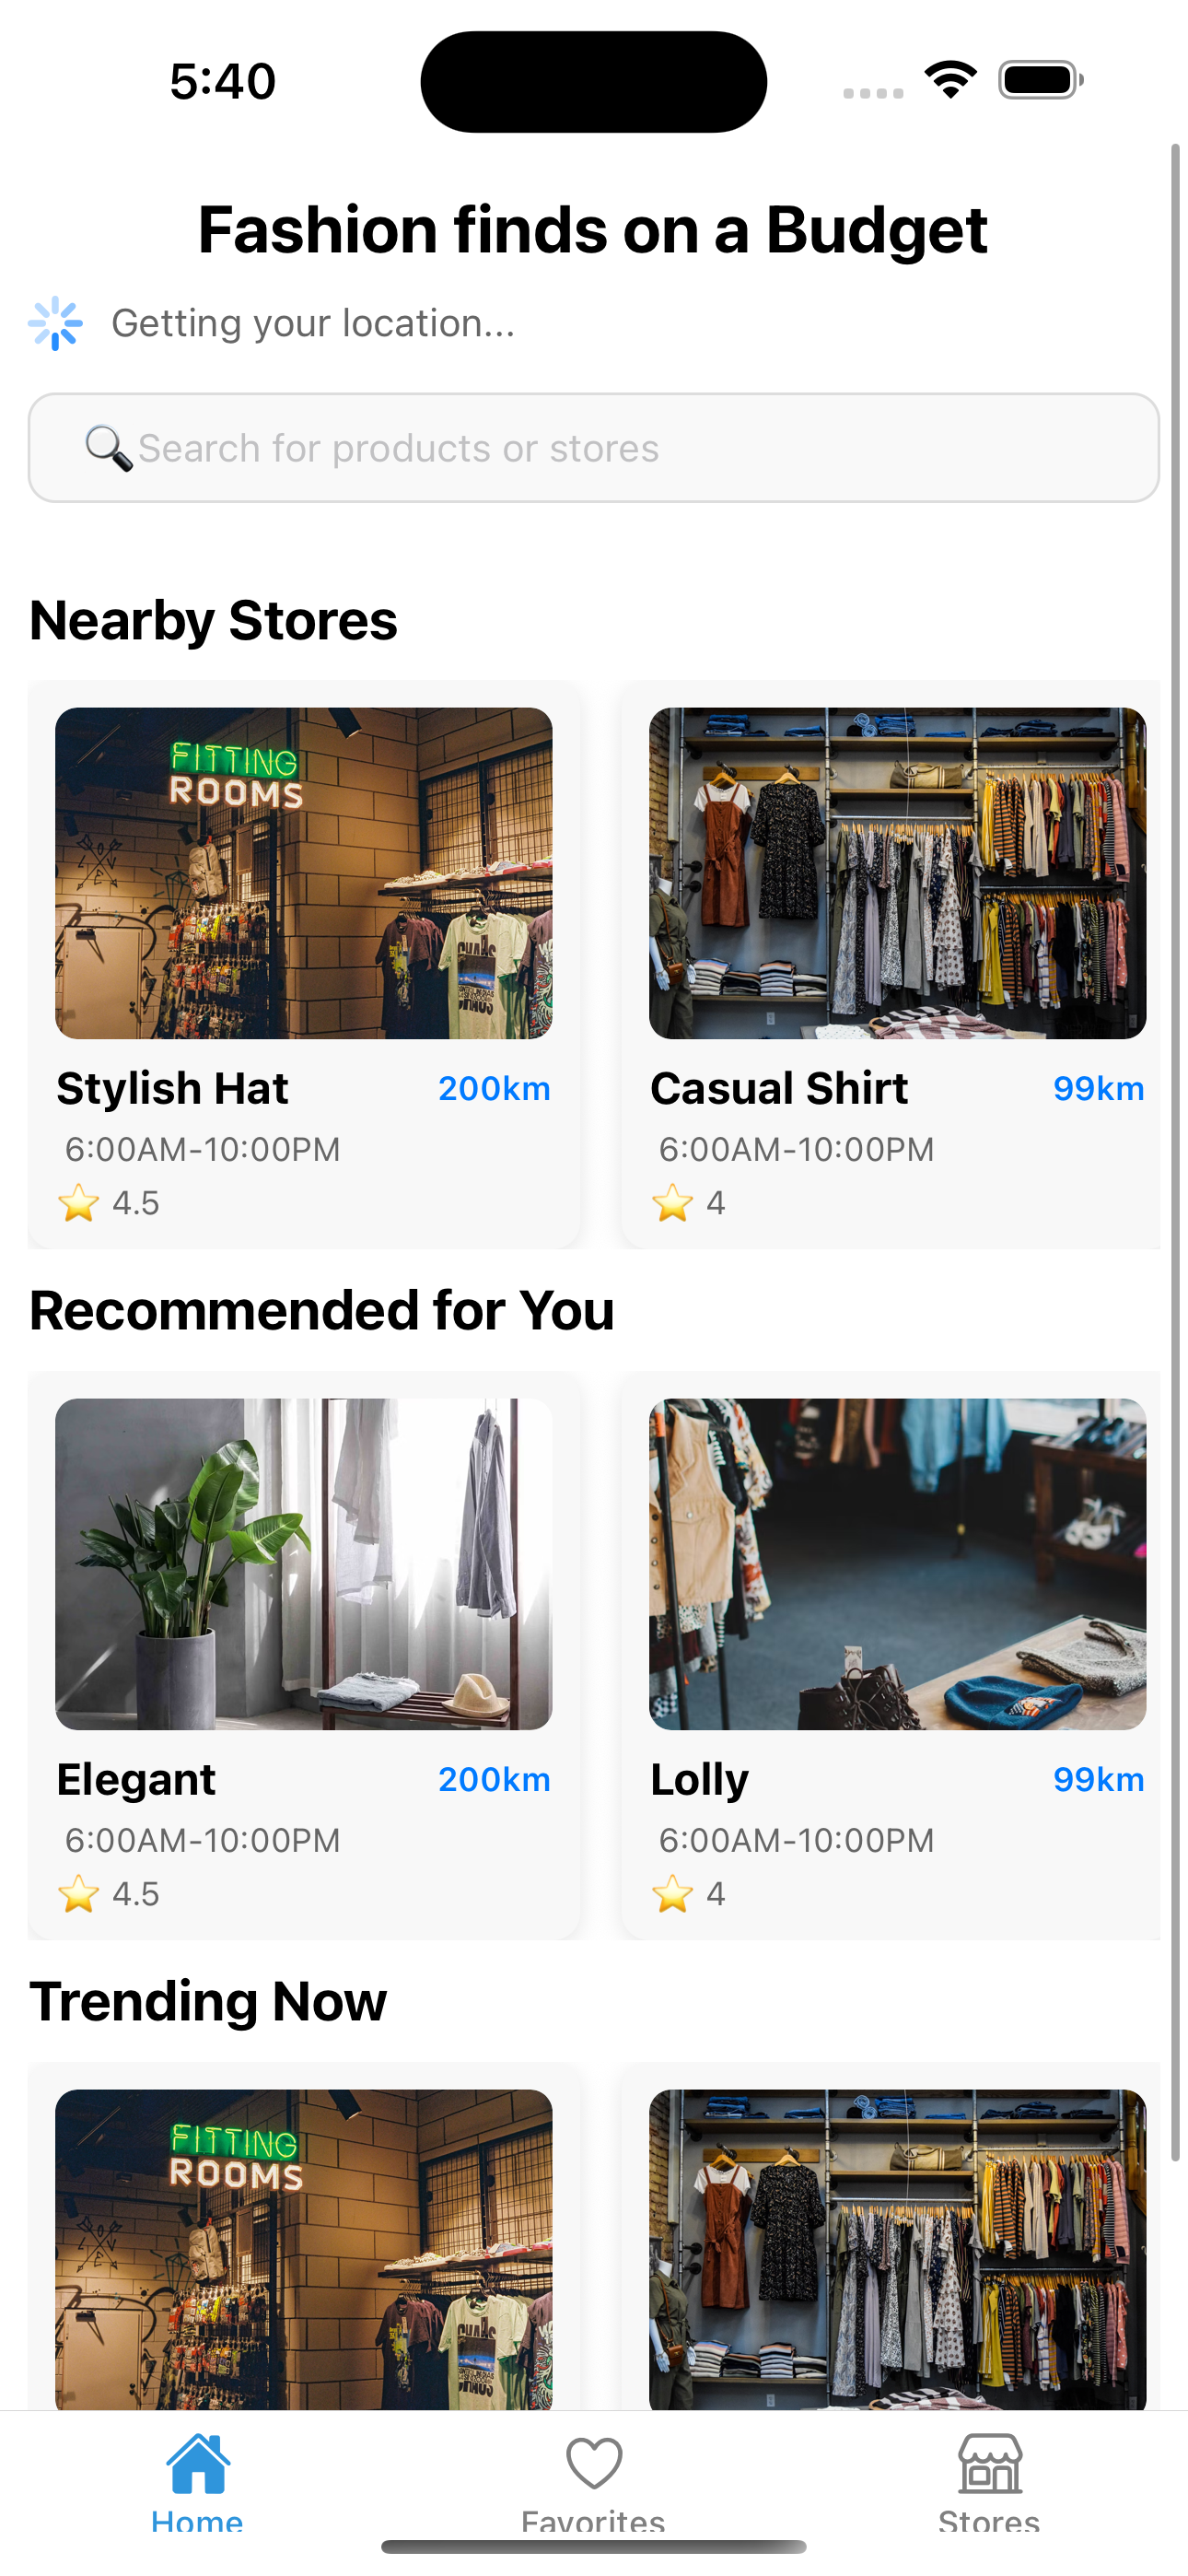 5:40
Fashion finds on a Budget
Getting your location...
Search for products or stores
Nearby Stores
FITTING
ROOMS
Stylish Hat 200km
6:00AM-10:00PM
4.5
Casual Shirt 99km
6:00AM-10:00PM
4
Recommended for You
Elegant 200km
6:00AM-10:00PM
4.5
Lolly 99km
6:00AM-10:00PM
4
Trending Now
FITTING
ROOMS
Home
Favorites
Stores